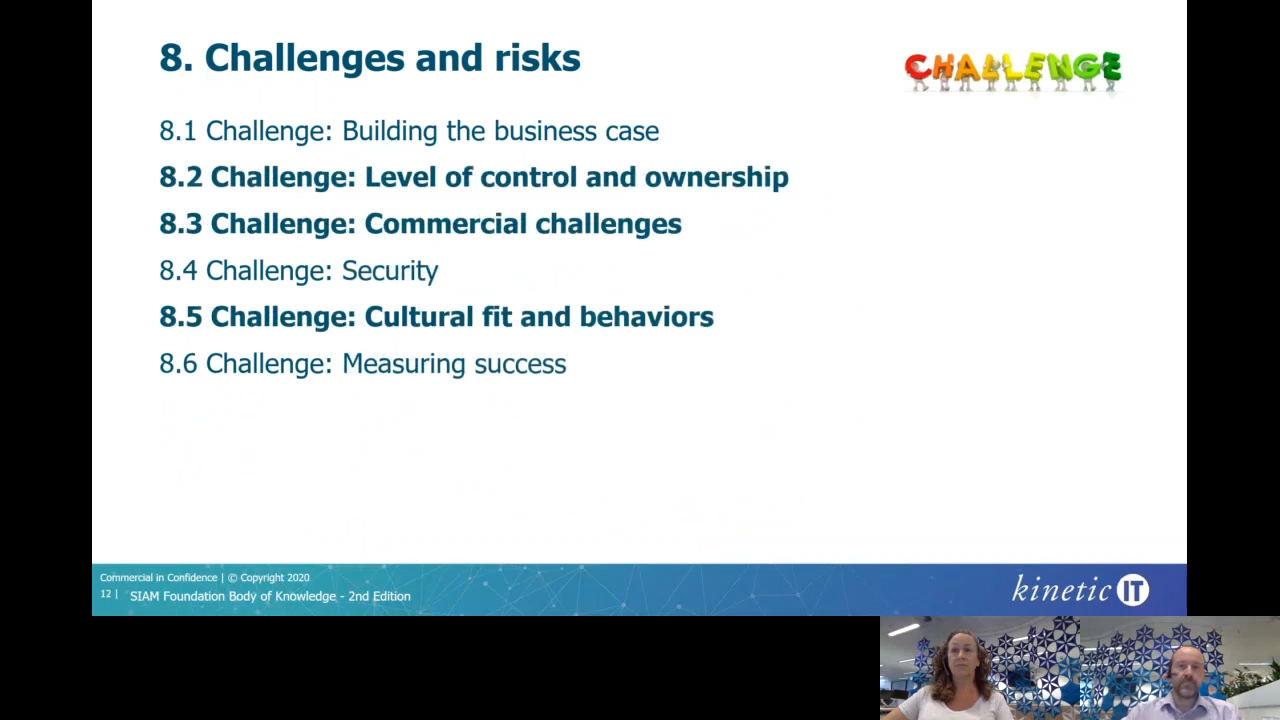 8. Challenges and risks
CHALLENGE
8.1 Challenge: Building the business case
8.2 Challenge: Level of control and ownership
8.3 Challenge: Commercial challenges
8.4 Challenge: Security
8.5 Challenge: Cultural fit and behaviors
8.6 Challenge: Measuring success
Commercial in Confidence | © Copyright 2020
12 | SIAM Foundation Body of Knowledge - 2nd Edition
kinetic IT